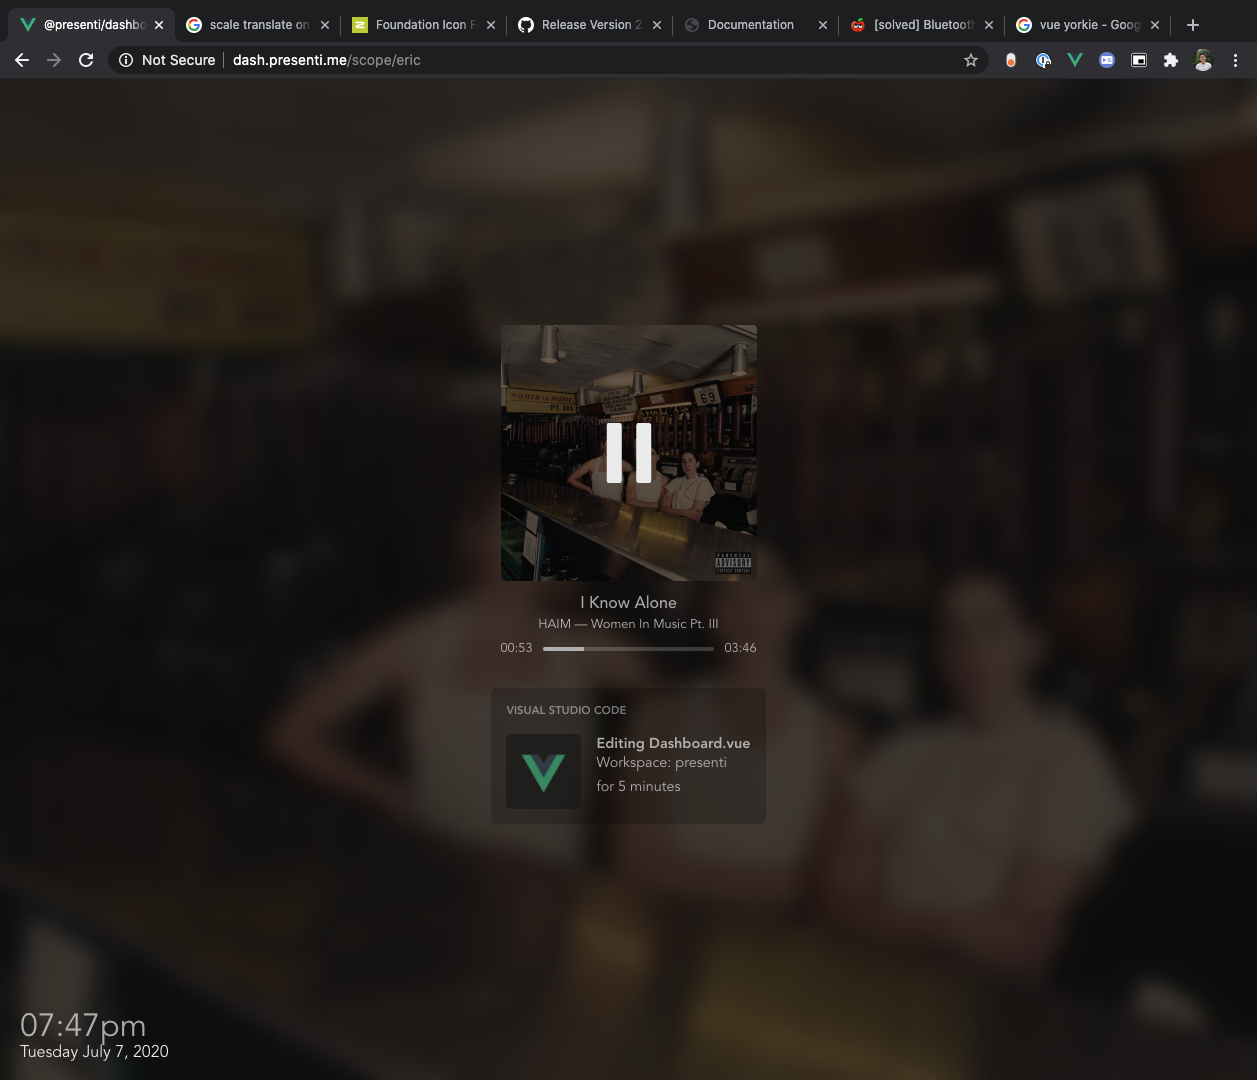 @presenti/dashbo
scale translate on
Foundation Icon F
Release Version 2
Documentation
[solved] Bluetooth
vue yorkie - Goog
Not Secure
dash.presenti.me/scope/eric
WOMEN IN MUSIC
Pt. III
69
PARENTAL
ADVISORY
EXPLICIT CONTENT
I Know Alone
HAIM — Women In Music Pt. III
00:53
03:46
VISUAL STUDIO CODE
Editing Dashboard.vue
Workspace: presenti
for 5 minutes
07:47pm
Tuesday July 7, 2020